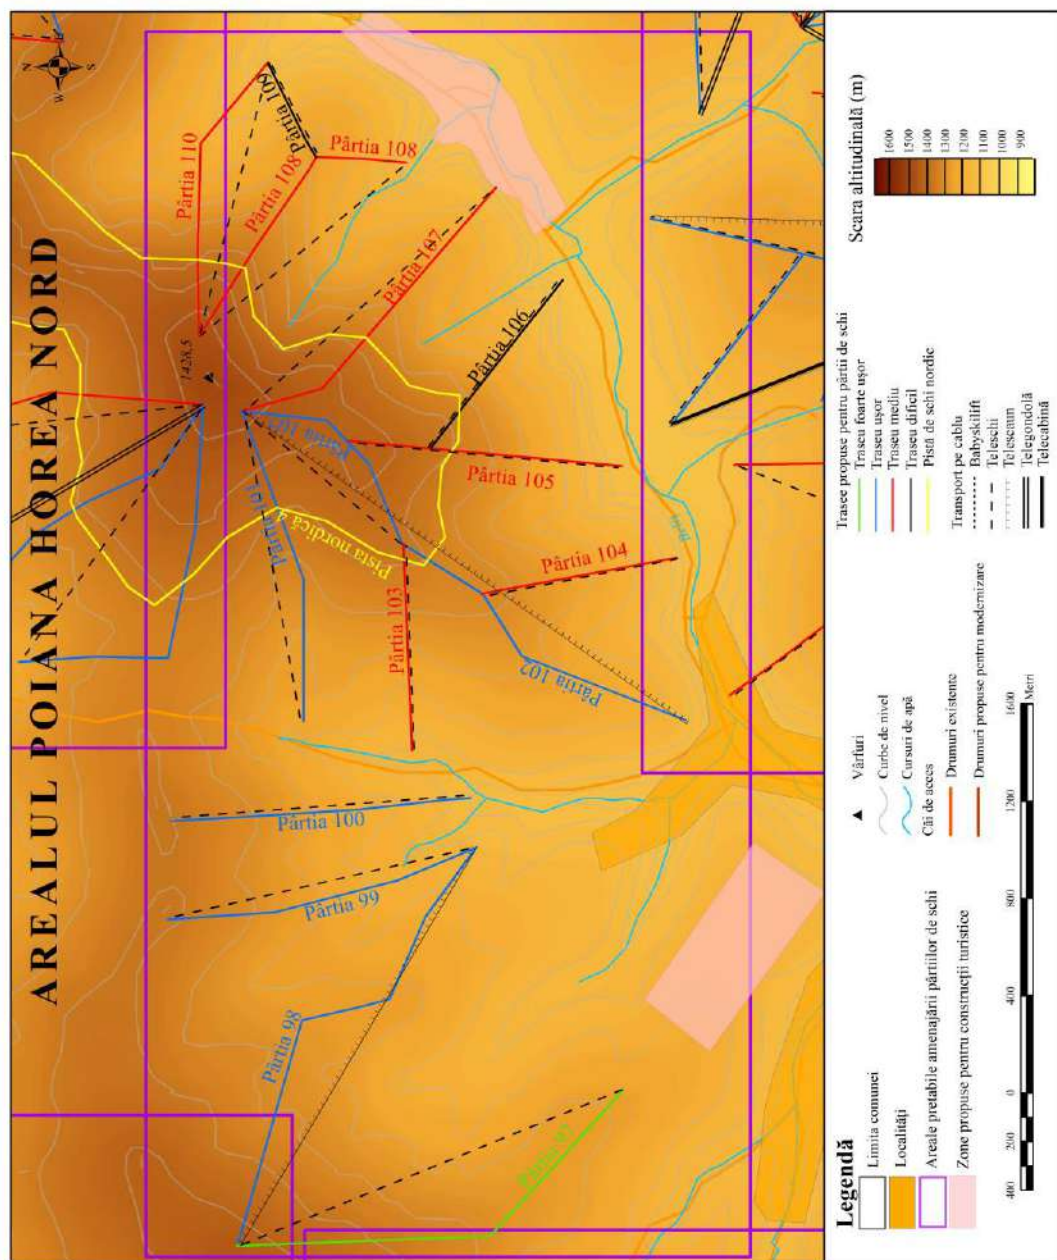 AREALUL POIANA HOREA NORD
N
S
W
1428,5
Pârtia 110
Pârtia 109
Pârtia 108
Pârtia 108
Pârtia 107
Pârtia 106
Pârtia 105
Pârtia 104
Pârtia 103
Pârtia 102
Pista nordică 4
Pârtia 100
Pârtia 99
Pârtia 98
Legendă
Limita comunei
Localități
Areale pretabile amenajării pârtiilor de schi
Zone propuse pentru construcții turistice
Vârfuri
Curbe de nivel
Cursuri de apă
Căi de acces
Drumuri existente
Drumuri propuse pentru modernizare
Trasee propuse pentru pârtii de schi
Traseu foarte ușor
Traseu ușor
Traseu mediu
Traseu dificil
Pistă de schi nordic
Transport pe cablu
Babyskilift
Teleschi
Telescaun
Telegondolă
Telecabină
Scara altitudinală (m)
1600
1500
1400
1300
1200
1100
1000
900
400 200 0 400 800 1200 1600
Metri